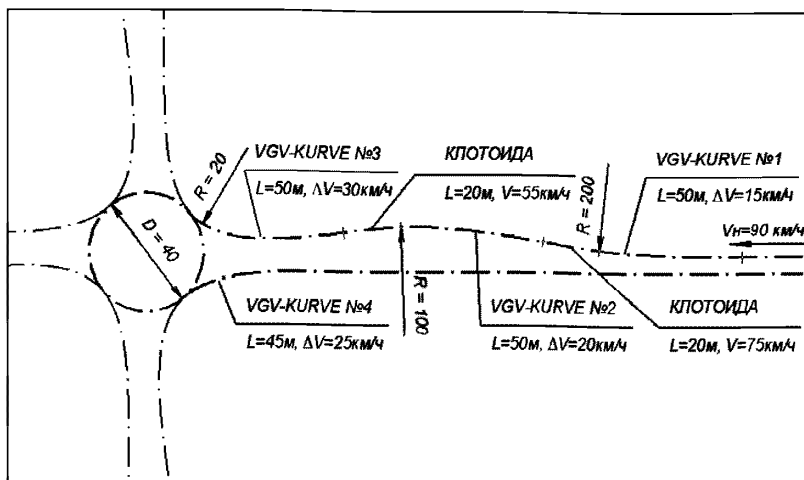 VGV-KURVE №3
L=50м, ΔV=30км/ч
КЛОТОИДА
L=20м, V=55км/ч
VGV-KURVE №1
L=50м, ΔV=15км/ч
R = 20
R = 200
Vн=90 км/ч
D = 40
R = 100
VGV-KURVE №4
L=45м, ΔV=25км/ч
VGV-KURVE №2
L=50м, ΔV=20км/ч
КЛОТОИДА
L=20м, V=75км/ч